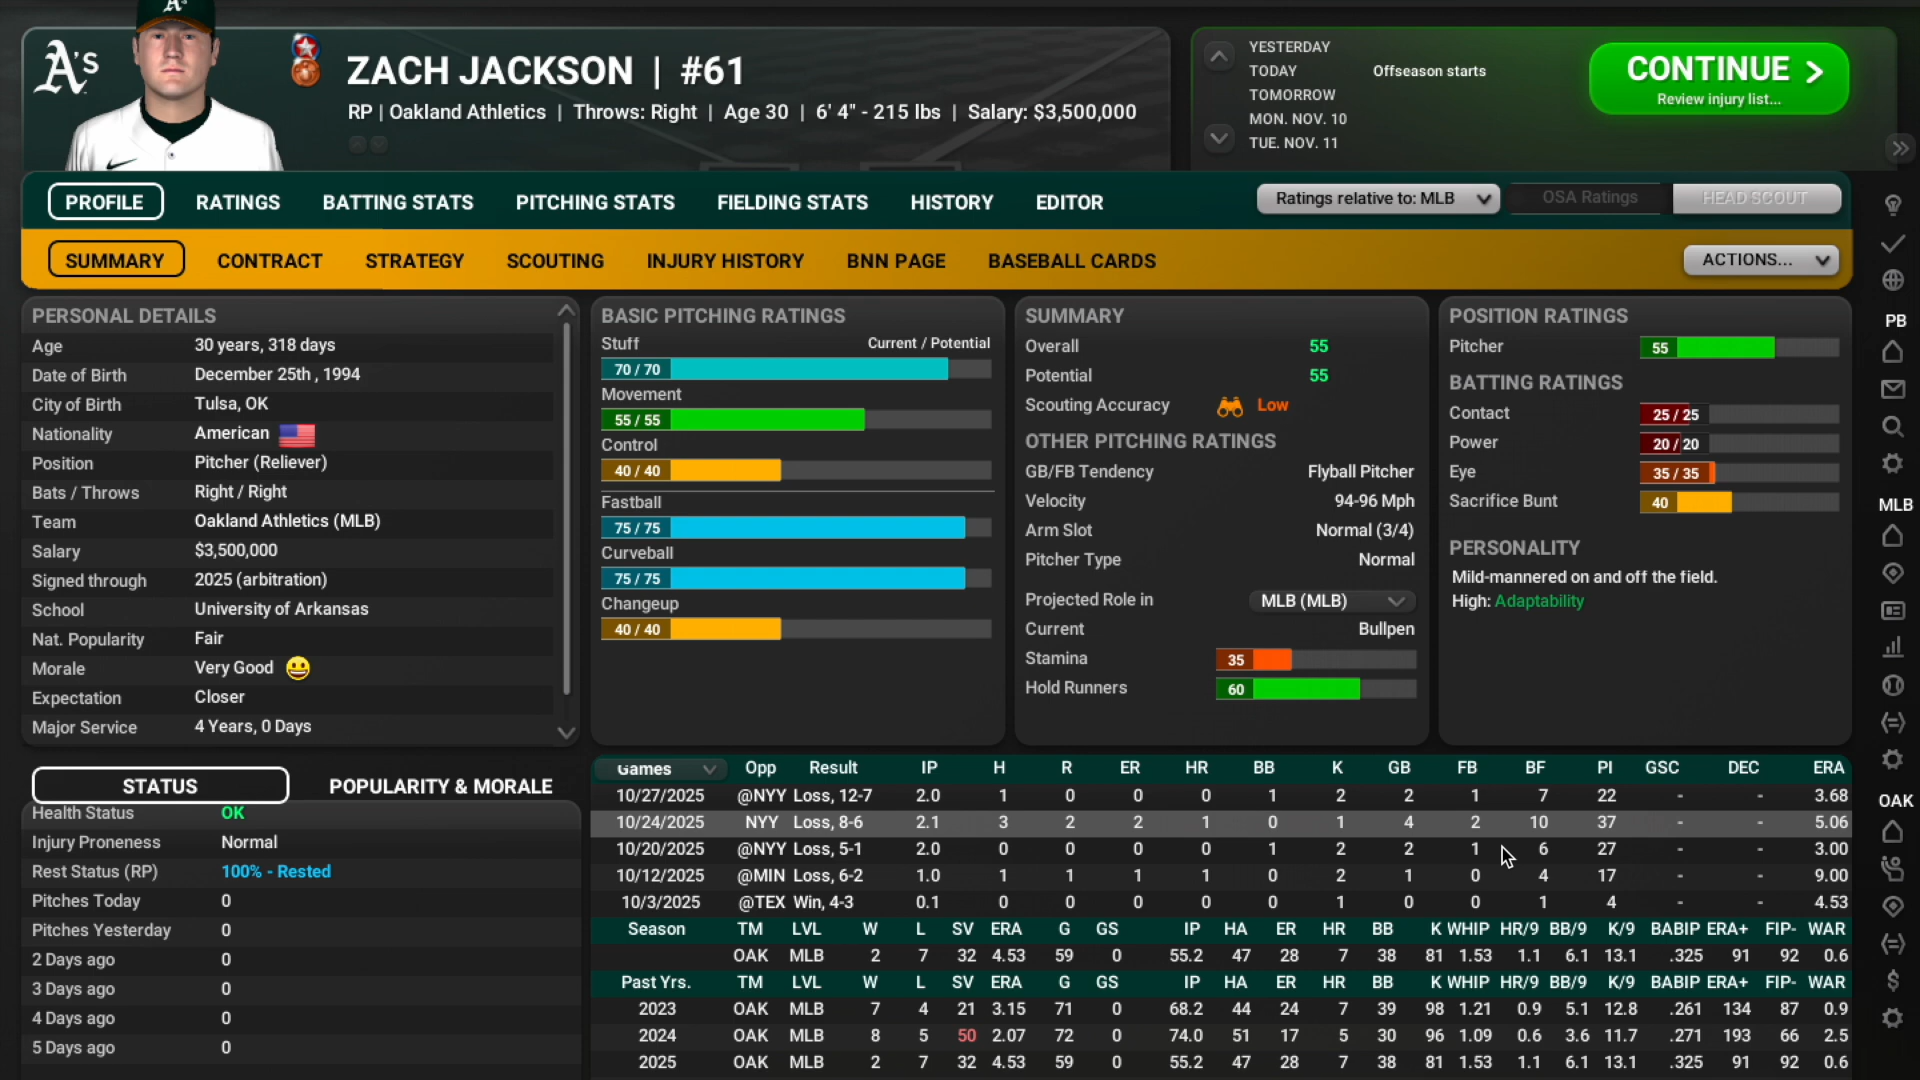 A's
ZACH JACKSON | #61
RP | Oakland Athletics | Throws: Right | Age 30 | 6' 4" - 215 lbs | Salary: $3,500,000
YESTERDAY
TODAY Offseason starts
TOMORROW
MON. NOV. 10
TUE. NOV. 11
CONTINUE >
Review injury list...
PROFILE RATINGS BATTING STATS PITCHING STATS FIELDING STATS HISTORY EDITOR
Ratings relative to: MLB OSA Ratings HEAD SCOUT
SUMMARY CONTRACT STRATEGY SCOUTING INJURY HISTORY BNN PAGE BASEBALL CARDS ACTIONS...
PERSONAL DETAILS
Age 30 years, 318 days
Date of Birth December 25th , 1994
City of Birth Tulsa, OK
Nationality American
Position Pitcher (Reliever)
Bats / Throws Right / Right
Team Oakland Athletics (MLB)
Salary $3,500,000
Signed through 2025 (arbitration)
School University of Arkansas
Nat. Popularity Fair
Morale Very Good
Expectation Closer
Major Service 4 Years, 0 Days
BASIC PITCHING RATINGS
Stuff Current / Potential
70 / 70
Movement
55 / 55
Control
40 / 40
Fastball
75 / 75
Curveball
75 / 75
Changeup
40 / 40
SUMMARY
Overall 55
Potential 55
Scouting Accuracy Low
OTHER PITCHING RATINGS
GB/FB Tendency Flyball Pitcher
Velocity 94-96 Mph
Arm Slot Normal (3/4)
Pitcher Type Normal
Projected Role in MLB (MLB)
Current Bullpen
Stamina 35
Hold Runners 60
POSITION RATINGS
Pitcher 55
BATTING RATINGS
Contact 25 / 25
Power 20 / 20
Eye 35 / 35
Sacrifice Bunt 40
PERSONALITY
Mild-mannered on and off the field.
High: Adaptability
PB
MLB
OAK
STATUS POPULARITY & MORALE
Health Status OK
Injury Proneness Normal
Rest Status (RP) 100% - Rested
Pitches Today 0
Pitches Yesterday 0
2 Days ago 0
3 Days ago 0
4 Days ago 0
5 Days ago 0
Games Opp Result IP H R ER HR BB K GB FB BF PI GSC DEC ERA
10/27/2025 @NYY Loss, 12-7 2.0 1 0 0 0 1 2 2 1 7 22 - - 3.68
10/24/2025 NYY Loss, 8-6 2.1 3 2 2 1 0 1 4 2 10 37 - - 5.06
10/20/2025 @NYY Loss, 5-1 2.0 0 0 0 0 1 2 2 1 6 27 - - 3.00
10/12/2025 @MIN Loss, 6-2 1.0 1 1 1 1 0 2 1 0 4 17 - - 9.00
10/3/2025 @TEX Win, 4-3 0.1 0 0 0 0 0 1 0 0 1 4 - - 4.53
Season TM LVL W L SV ERA G GS IP HA ER HR BB K WHIP HR/9 BB/9 K/9 BABIP ERA+ FIP- WAR
OAK MLB 2 7 32 4.53 59 0 55.2 47 28 7 38 81 1.53 1.1 6.1 13.1 .325 91 92 0.6
Past Yrs. TM LVL W L SV ERA G GS IP HA ER HR BB K WHIP HR/9 BB/9 K/9 BABIP ERA+ FIP- WAR
2023 OAK MLB 7 4 21 3.15 71 0 68.2 44 24 7 39 98 1.21 0.9 5.1 12.8 .261 134 87 0.9
2024 OAK MLB 8 5 50 2.07 72 0 74.0 51 17 5 30 96 1.09 0.6 3.6 11.7 .271 193 66 2.5
2025 OAK MLB 2 7 32 4.53 59 0 55.2 47 28 7 38 81 1.53 1.1 6.1 13.1 .325 91 92 0.6